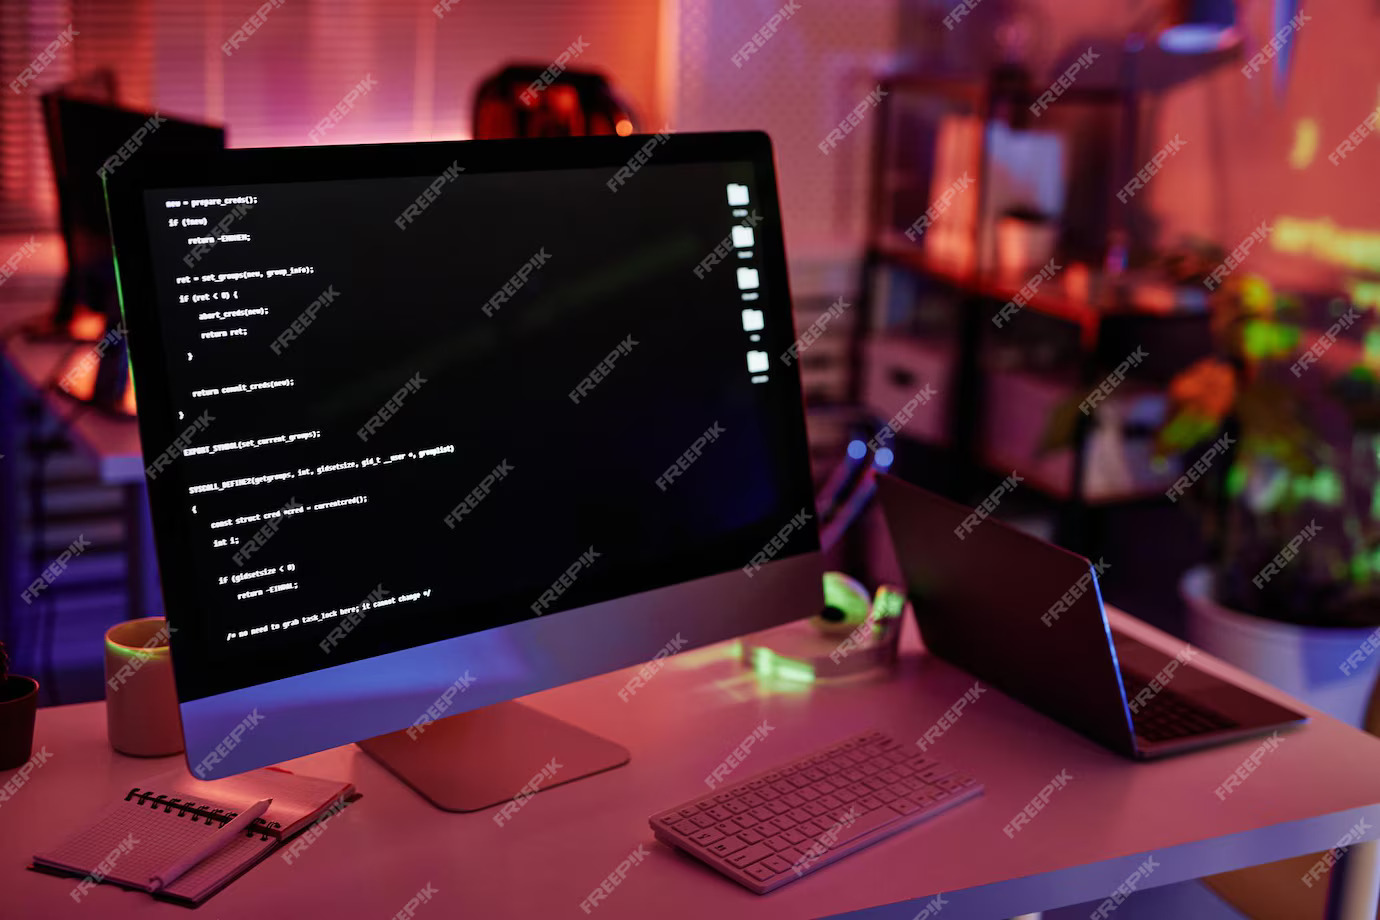 new = prepare_creds();
if (!new)
return -ENOMEM;
ret = set_groups(new, group_info);
if (ret < 0) {
abort_creds(new);
return ret;
}
return commit_creds(new);
}
EXPORT_SYMBOL(set_current_groups);
SYSCALL_DEFINE2(getgroups, int, gidsetsize, gid_t __user *, grouplist)
{
const struct cred *cred = currentcred();
int i;
if (gidsetsize < 0)
return -EINVAL;
/* no need to grab task_lock here; it cannot change */
FREEPIK